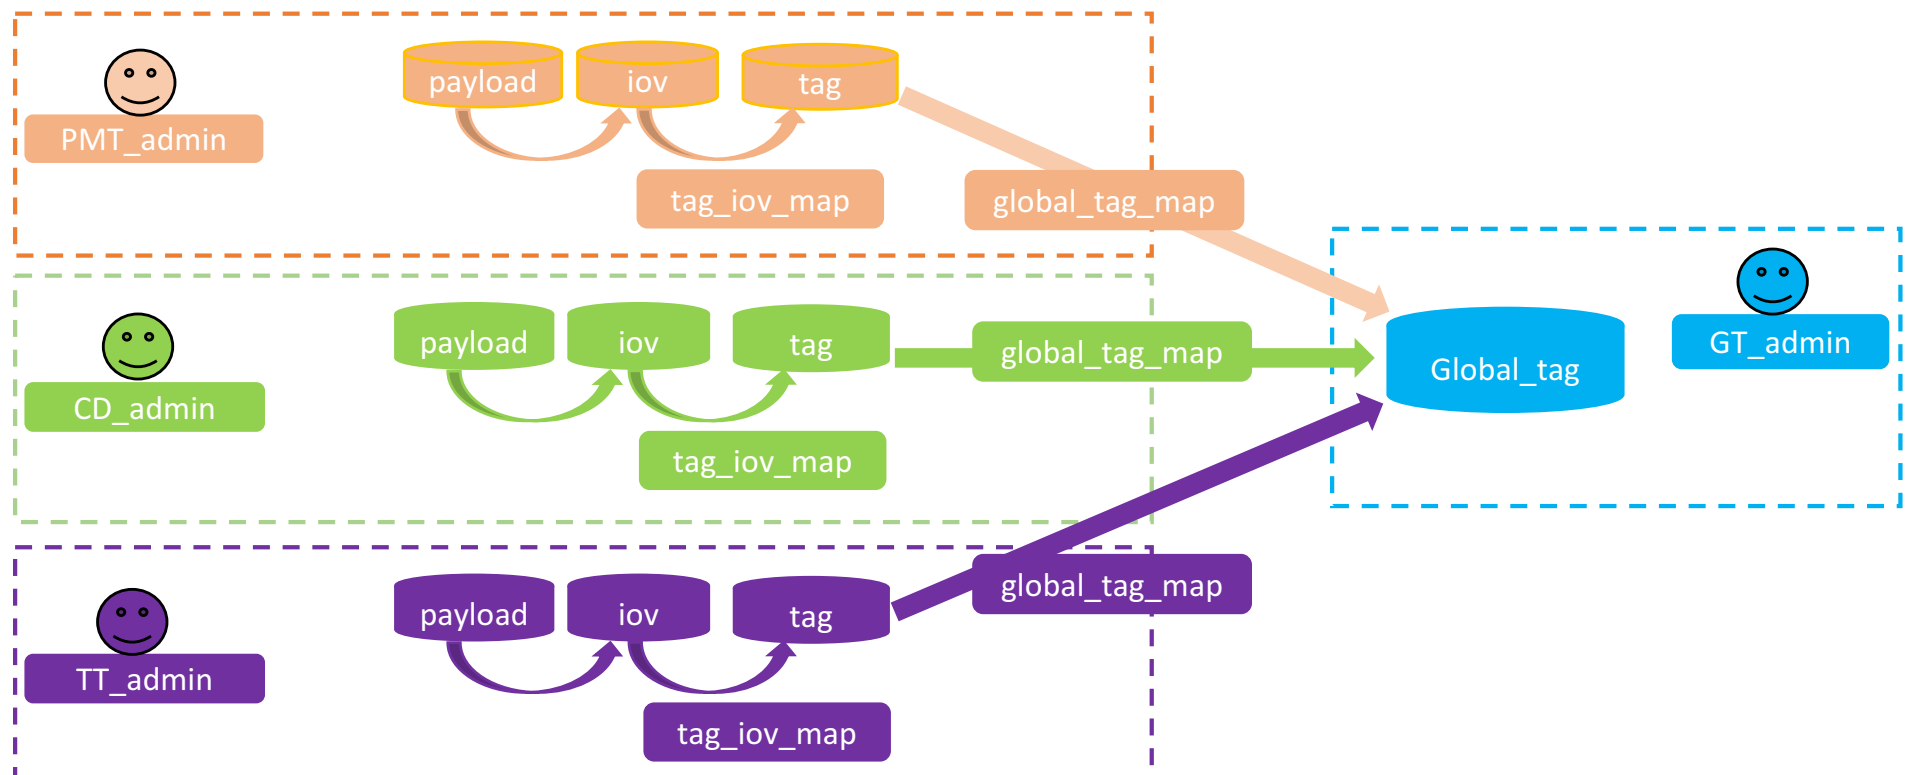 payload
iov
tag
PMT_admin
tag_iov_map
global_tag_map
payload
iov
tag
global_tag_map
CD_admin
tag_iov_map
Global_tag
GT_admin
payload
iov
tag
global_tag_map
TT_admin
tag_iov_map